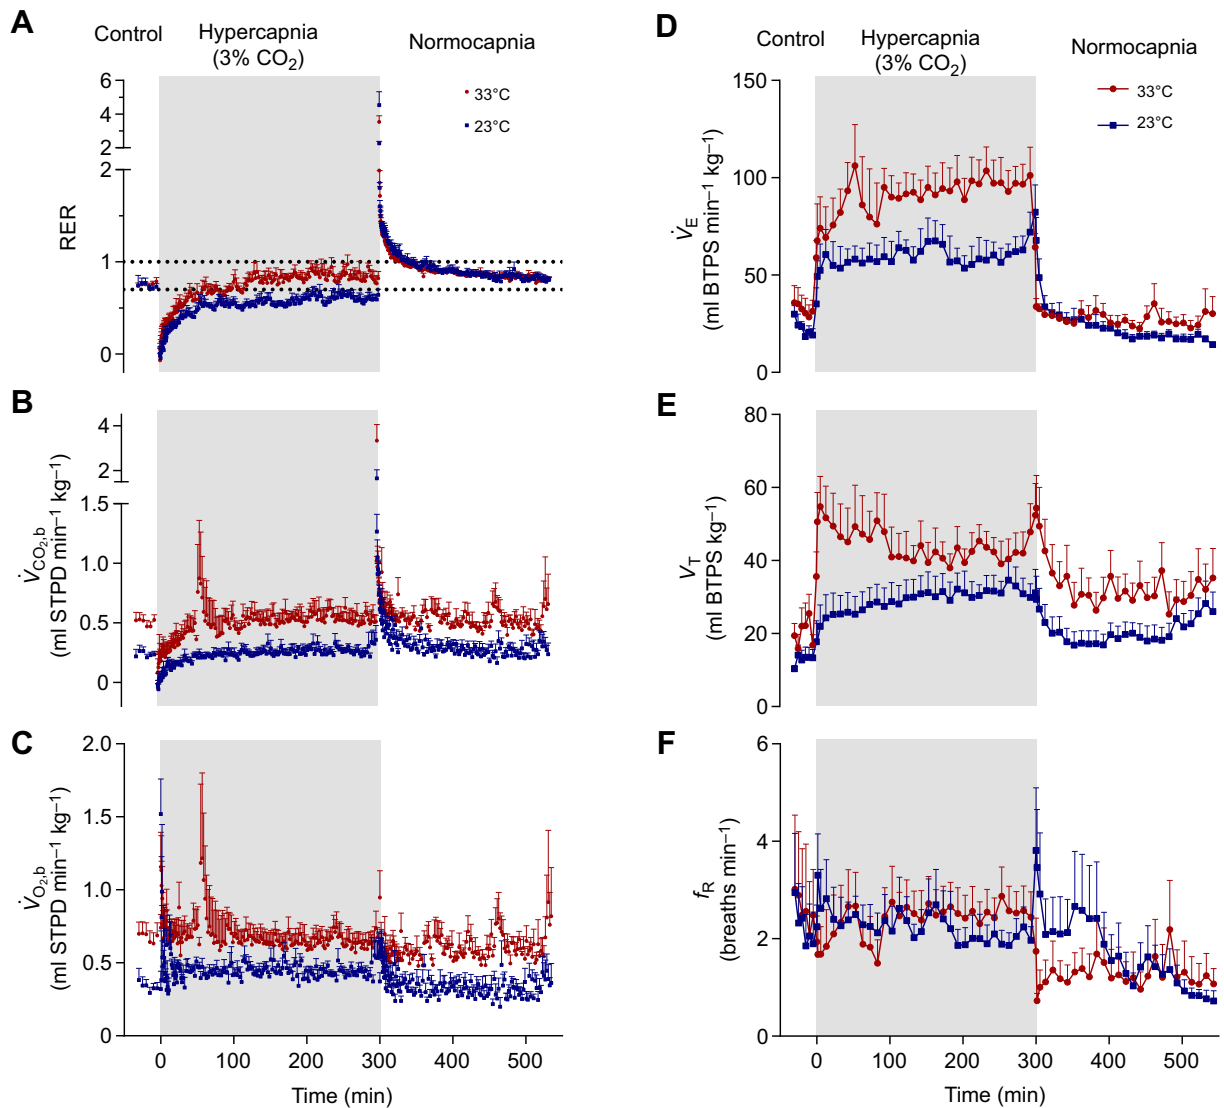 A
Control
Hypercapnia
(3% CO2)
Normocapnia
33°C
23°C
6
4
2
2
1
0
RER
B
4
2
1.5
1.0
0.5
0
V̇CO2,b
(ml STPD min–1 kg–1)
C
2.0
1.5
1.0
0.5
0
V̇O2,b
(ml STPD min–1 kg–1)
0
100
200
300
400
500
Time (min)
D
Control
Hypercapnia
(3% CO2)
Normocapnia
33°C
23°C
150
100
50
0
V̇E
(ml BTPS min–1 kg–1)
E
80
60
40
20
0
VT
(ml BTPS kg–1)
F
6
4
2
0
fR
(breaths min–1)
0
100
200
300
400
500
Time (min)